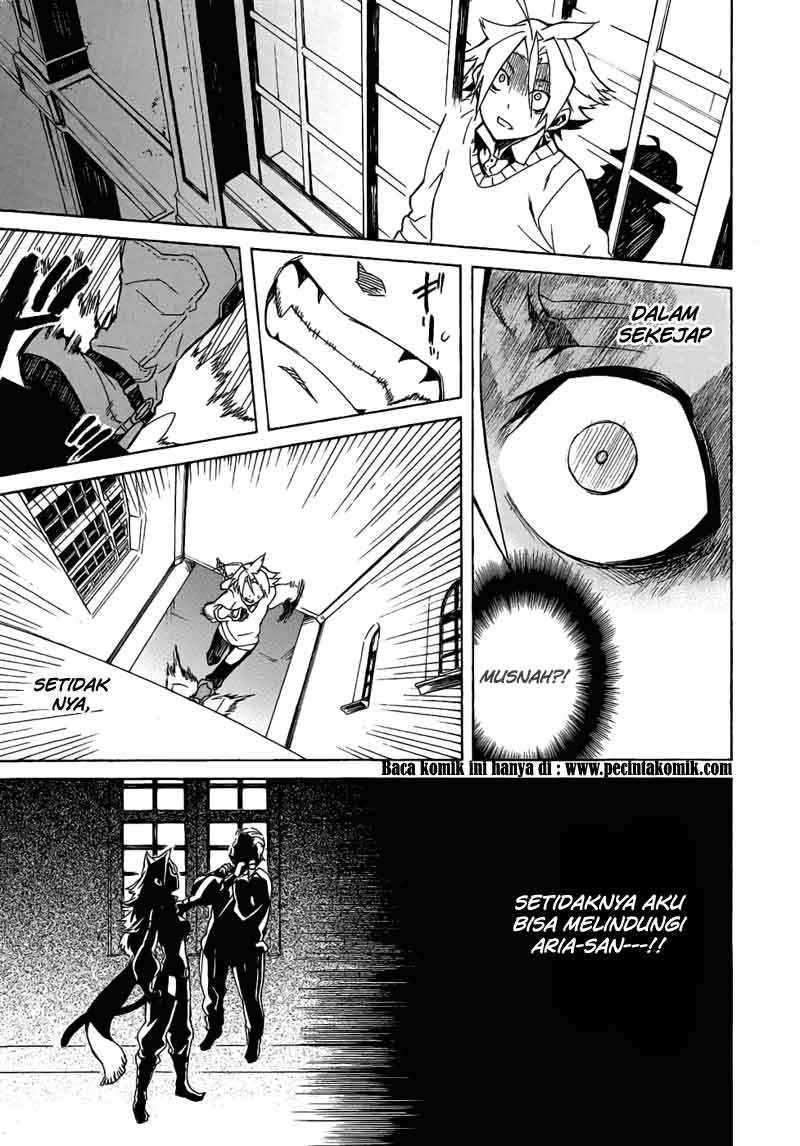 DALAM
SEKEJAP
MUSNAH?!
SETIDAK
NYA,
Baca komik ini hanya di : www.pecintakomik.com
SETIDAKNYA AKU
BISA MELINDUNGI
ARIA-SAN---!!